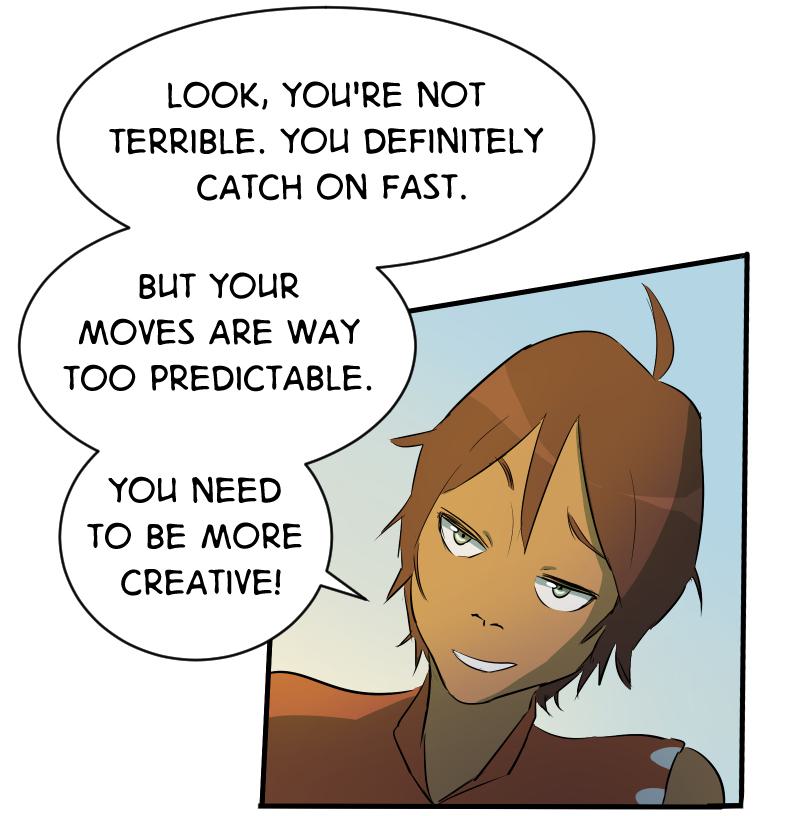 LOOK, YOU'RE NOT
TERRIBLE. YOU DEFINITELY
CATCH ON FAST.
BUT YOUR
MOVES ARE WAY
TOO PREDICTABLE.
YOU NEED
TO BE MORE
CREATIVE!